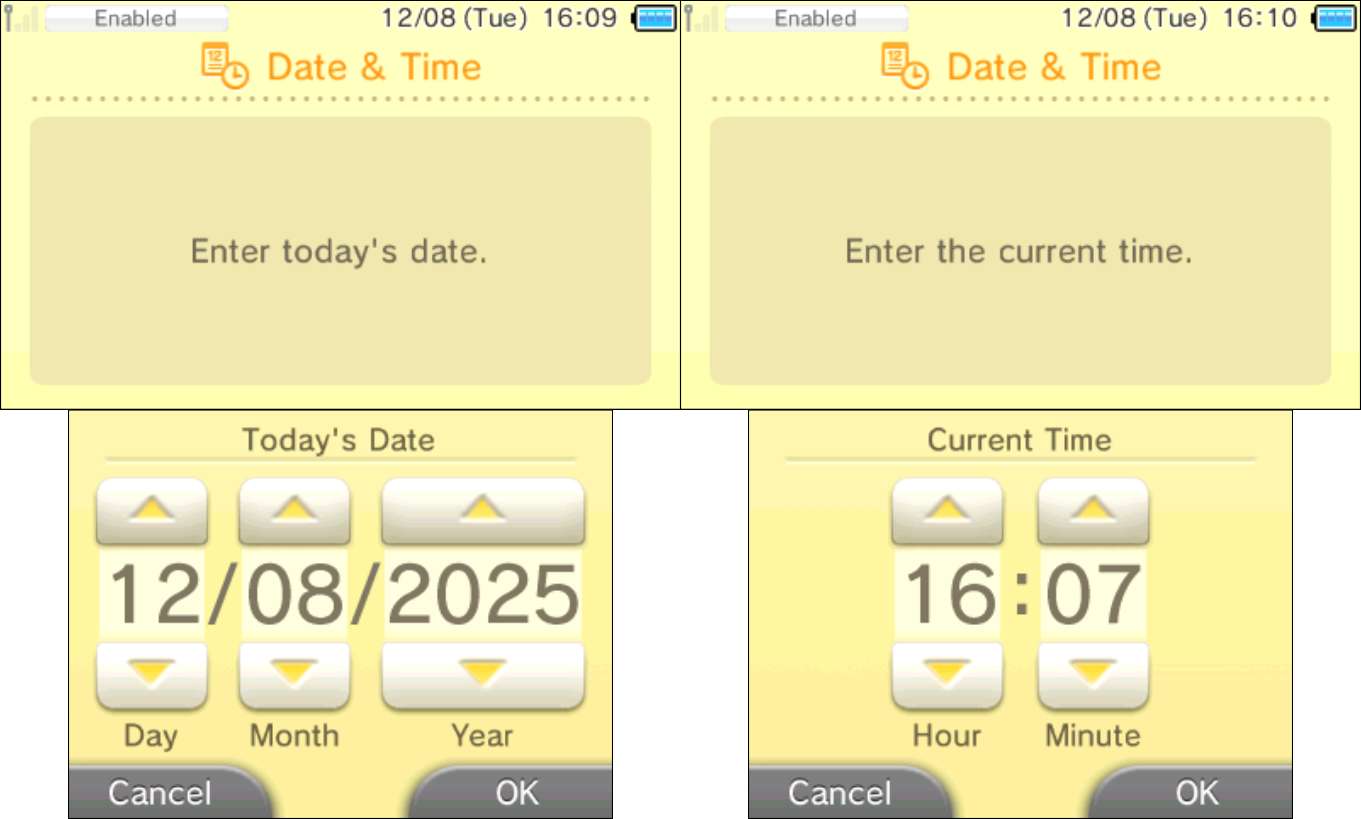 Enabled 12/08 (Tue) 16:09
Date & Time
Enter today's date.
Today's Date
12/08/2025
Day Month Year
Cancel OK
Enabled 12/08 (Tue) 16:10
Date & Time
Enter the current time.
Current Time
16:07
Hour Minute
Cancel OK